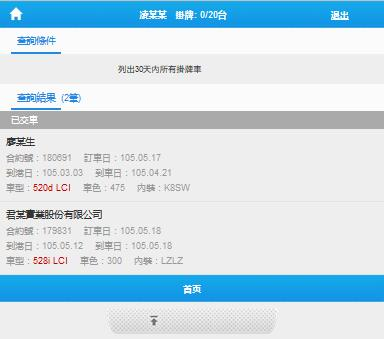 凌某某 掛牌: 0/20台 退出
查詢條件
列出30天內所有掛牌車
查詢結果 (2筆)
已交車
廖某生
合約號：180691 訂車日：105.05.17
到港日：105.03.03 到車日：105.04.21
車型：520d LCI 車色：475 內裝：K8SW
君某實業股份有限公司
合約號：179831 訂車日：105.05.18
到港日：105.05.12 到車日：105.05.18
車型：528i LCI 車色：300 內裝：LZLZ
首页